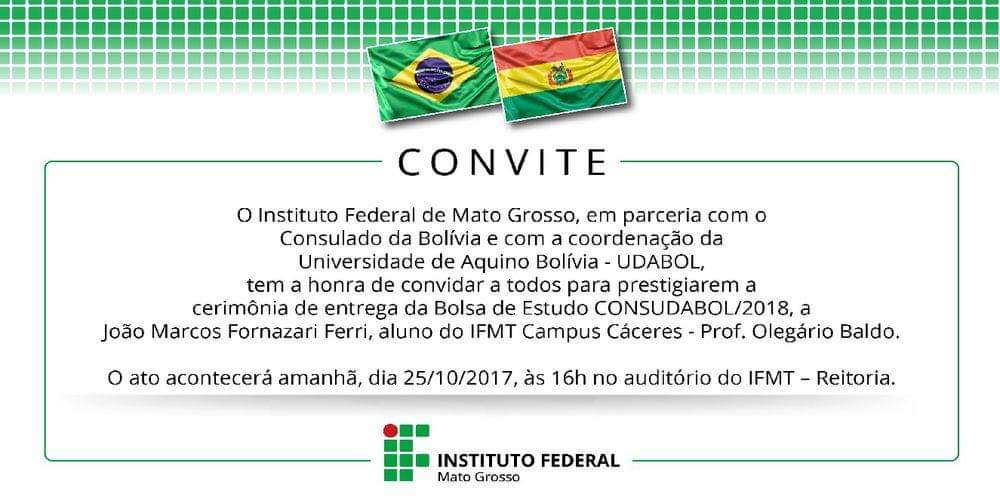 CONVITE
O Instituto Federal de Mato Grosso, em parceria com o
Consulado da Bolívia e com a coordenação da
Universidade de Aquino Bolívia - UDABOL,
tem a honra de convidar a todos para prestigiarem a
cerimônia de entrega da Bolsa de Estudo CONSUDABOL/2018, a
João Marcos Fornazari Ferri, aluno do IFMT Campus Cáceres - Prof. Olegário Baldo.
O ato acontecerá amanhã, dia 25/10/2017, às 16h no auditório do IFMT – Reitoria.
INSTITUTO FEDERAL
Mato Grosso